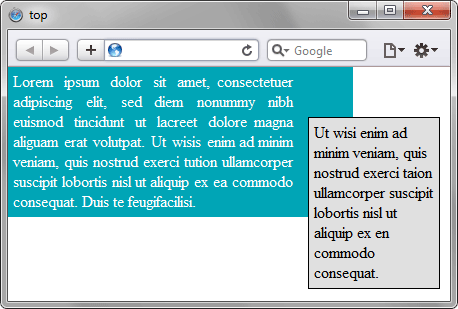 top
Google
Lorem ipsum dolor sit amet, consectetuer
adipiscing elit, sed diem nonummy nibh
euismod tincidunt ut lacreet dolore magna
aliguam erat volutpat. Ut wisis enim ad minim
veniam, quis nostrud exerci tution ullamcorper
suscipit lobortis nisl ut aliquip ex ea commodo
consequat. Duis te feugifacilisi.
Ut wisi enim ad
minim veniam, quis
nostrud exerci taion
ullamcorper suscipit
lobortis nisl ut
aliquip ex en
commodo
consequat.